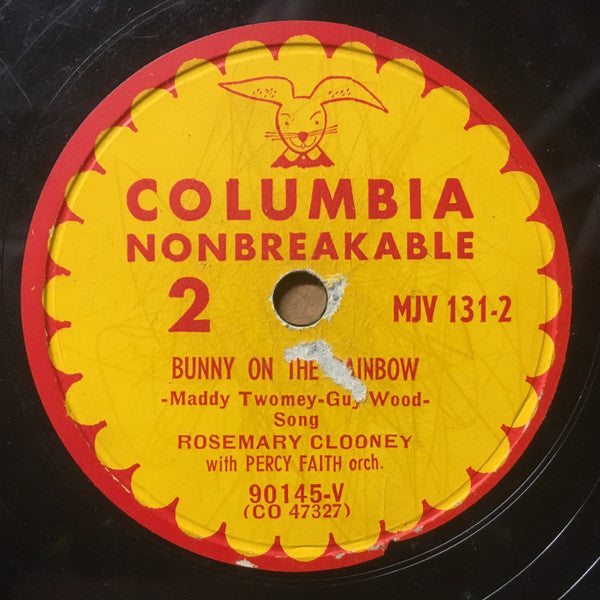 COLUMBIA
NONBREAKABLE
2
MJV 131-2
BUNNY ON THE RAINBOW
-Maddy Twomey-Guy Wood-
Song
ROSEMARY CLOONEY
with PERCY FAITH orch.
90145-V
(CO 47327)